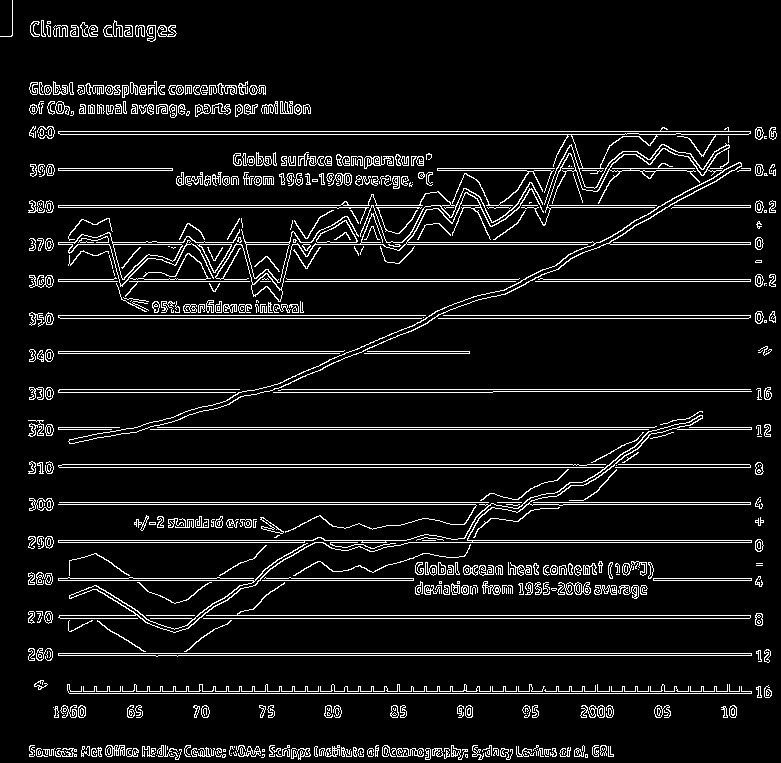 Climate changes
Global atmospheric concentration
of CO₂, annual average, parts per million
400 0.6
Global surface temperature*
390 0.4
deviation from 1961–1990 average, °C
380 0.2
+
370 0
–
360 0.2
95% confidence interval
350 0.4
340
330 16
320 12
310 8
300 4
+/–2 standard error +
290 0
–
Global ocean heat content†
280 4
deviation from 1955–2006 average
270 8
260 12
16
1960 65 70 75 80 85 90 95 2000 05 10
Sources: Met Office Hadley Centre; NOAA; Scripps Institute of Oceanography; Sydney Levitus et al, GRL